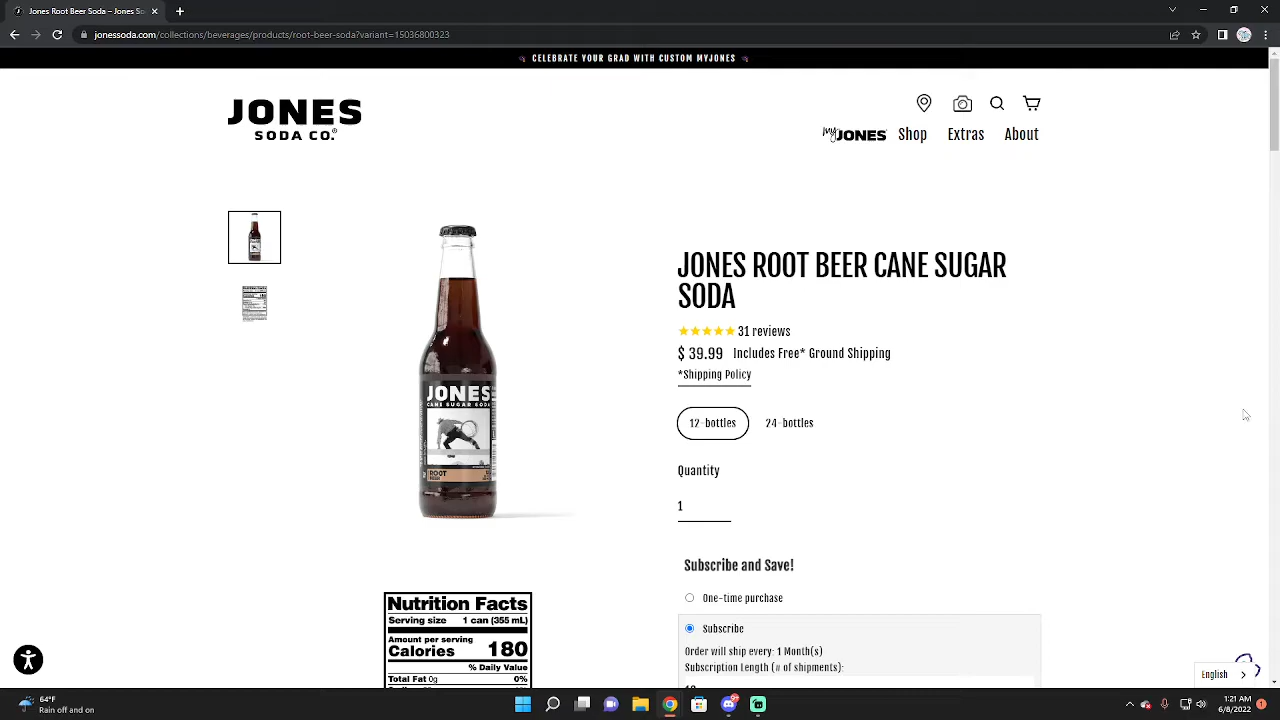 Jones Root Beer Soda – Jones So
jonessoda.com/collections/beverages/products/root-beer-soda?variant=15036800323
CELEBRATE YOUR GRAD WITH CUSTOM MYJONES
JONES
SODA CO.®
my JONES Shop Extras About
JONES ROOT BEER CANE SUGAR
SODA
31 reviews
$ 39.99 Includes Free* Ground Shipping
*Shipping Policy
12-bottles 24-bottles
Quantity
1
Subscribe and Save!
One-time purchase
Subscribe
Order will ship every: 1 Month(s)
Subscription Length (# of shipments):
JONES
CANE SUGAR SODA
ROOT
BEER
Nutrition Facts
Serving size 1 can (355 mL)
Amount per serving
Calories 180
% Daily Value
Total Fat 0g 0%
English
64°F
Rain off and on
11:21 AM
6/8/2022